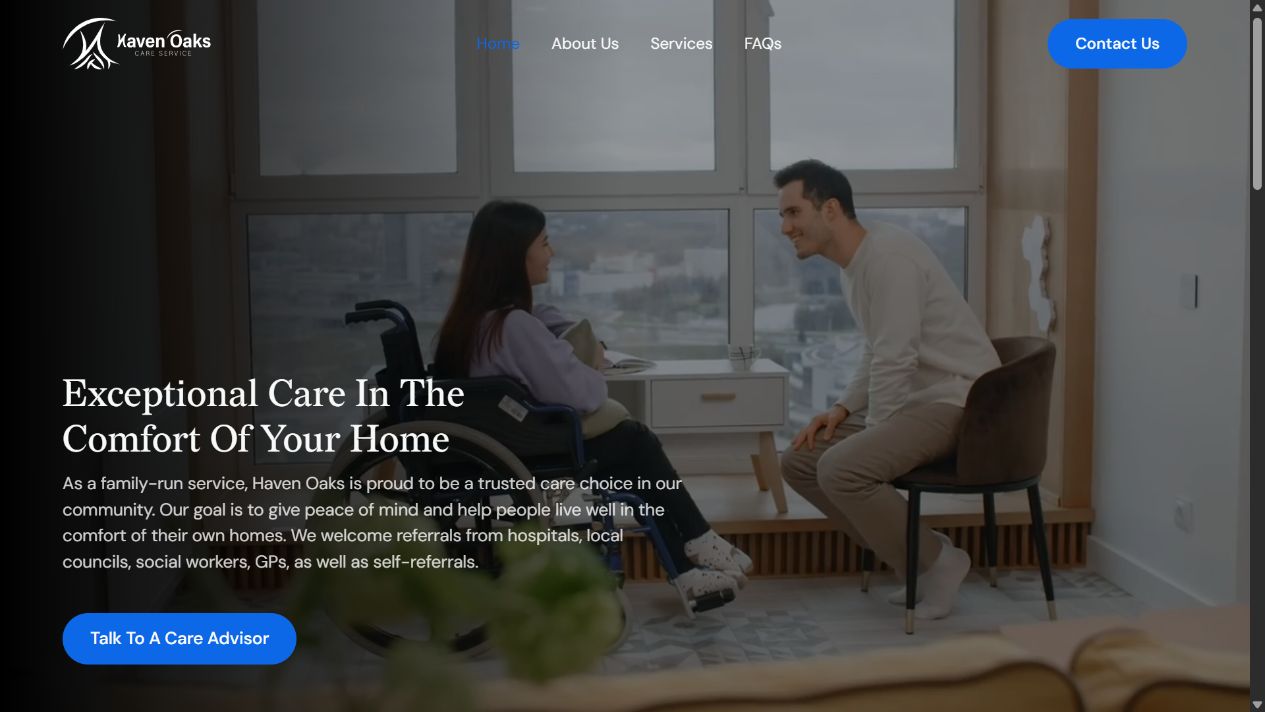 Haven Oaks
CARE SERVICE
Home
About Us
Services
FAQs
Contact Us
Exceptional Care In The
Comfort Of Your Home
As a family-run service, Haven Oaks is proud to be a trusted care choice in our
community. Our goal is to give peace of mind and help people live well in the
comfort of their own homes. We welcome referrals from hospitals, local
councils, social workers, GPs, as well as self-referrals.
Talk To A Care Advisor